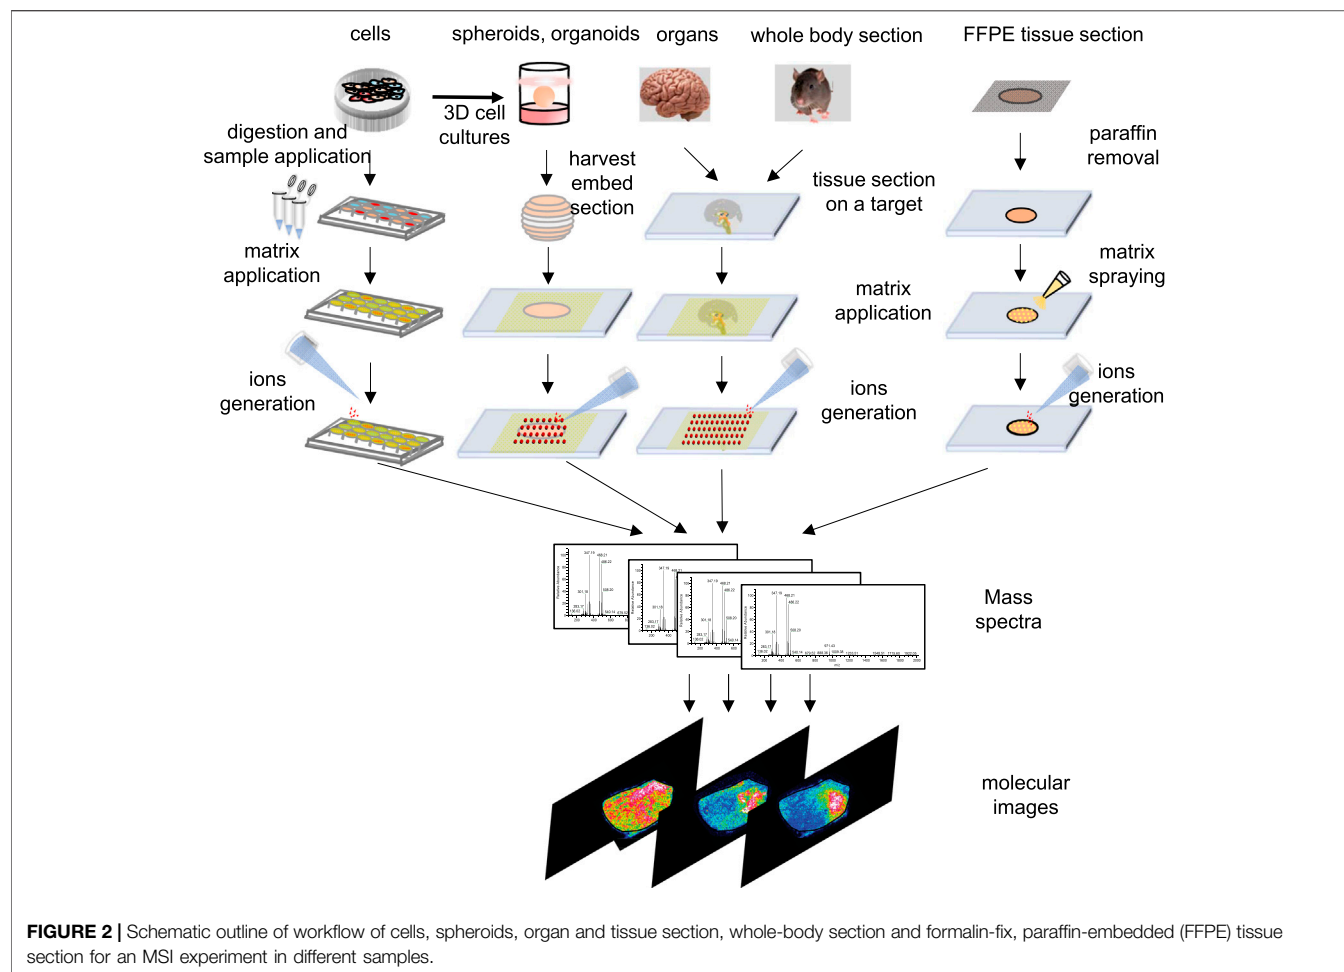 cells
spheroids, organoids
organs
whole body section
FFPE tissue section
3D cell
cultures
digestion and
sample application
harvest
embed
section
tissue section
on a target
paraffin
removal
matrix
application
matrix
application
matrix
spraying
ions
generation
ions
generation
ions
generation
Mass
spectra
molecular
images
FIGURE 2 | Schematic outline of workflow of cells, spheroids, organ and tissue section, whole-body section and formalin-fix, paraffin-embedded (FFPE) tissue
section for an MSI experiment in different samples.